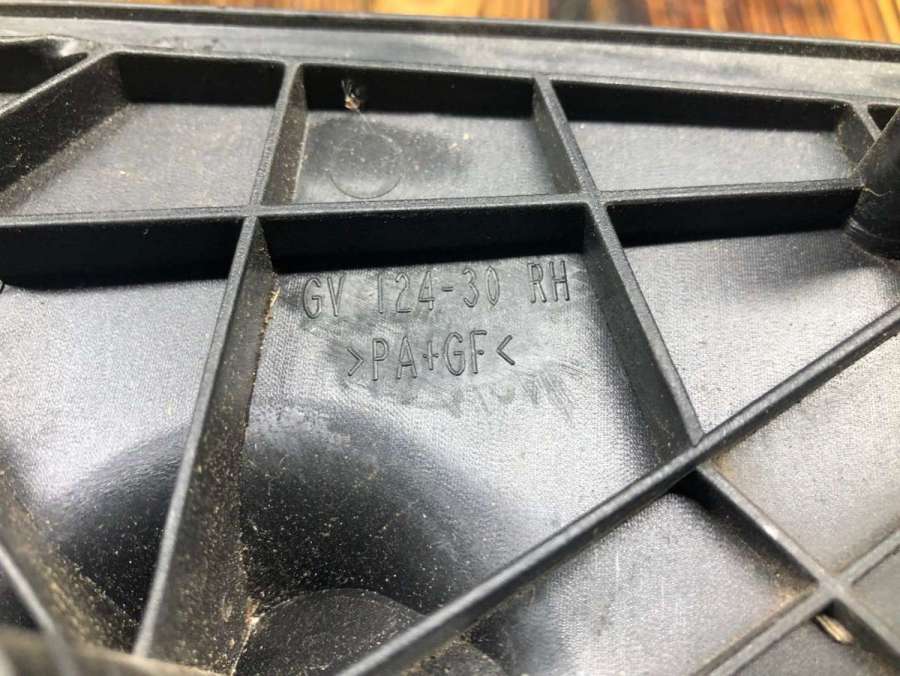 GV 124-30 RH
>PA+GF<